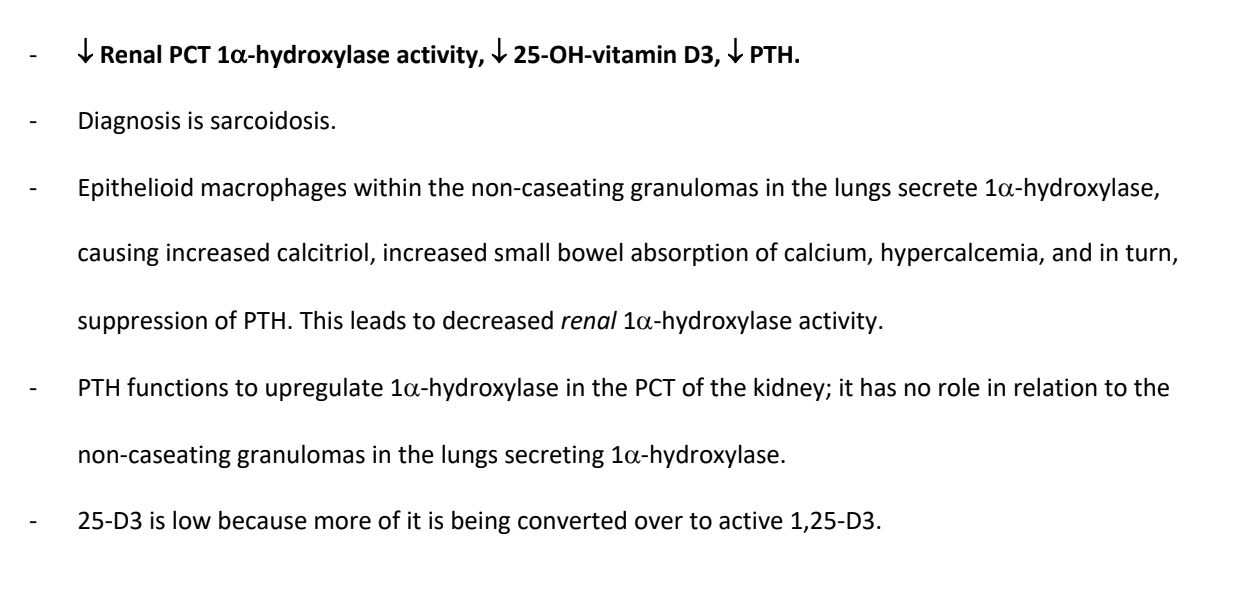 - ↓ Renal PCT 1α-hydroxylase activity, ↓ 25-OH-vitamin D3, ↓ PTH.
- Diagnosis is sarcoidosis.
- Epithelioid macrophages within the non-caseating granulomas in the lungs secrete 1α-hydroxylase,
causing increased calcitriol, increased small bowel absorption of calcium, hypercalcemia, and in turn,
suppression of PTH. This leads to decreased renal 1α-hydroxylase activity.
- PTH functions to upregulate 1α-hydroxylase in the PCT of the kidney; it has no role in relation to the
non-caseating granulomas in the lungs secreting 1α-hydroxylase.
- 25-D3 is low because more of it is being converted over to active 1,25-D3.